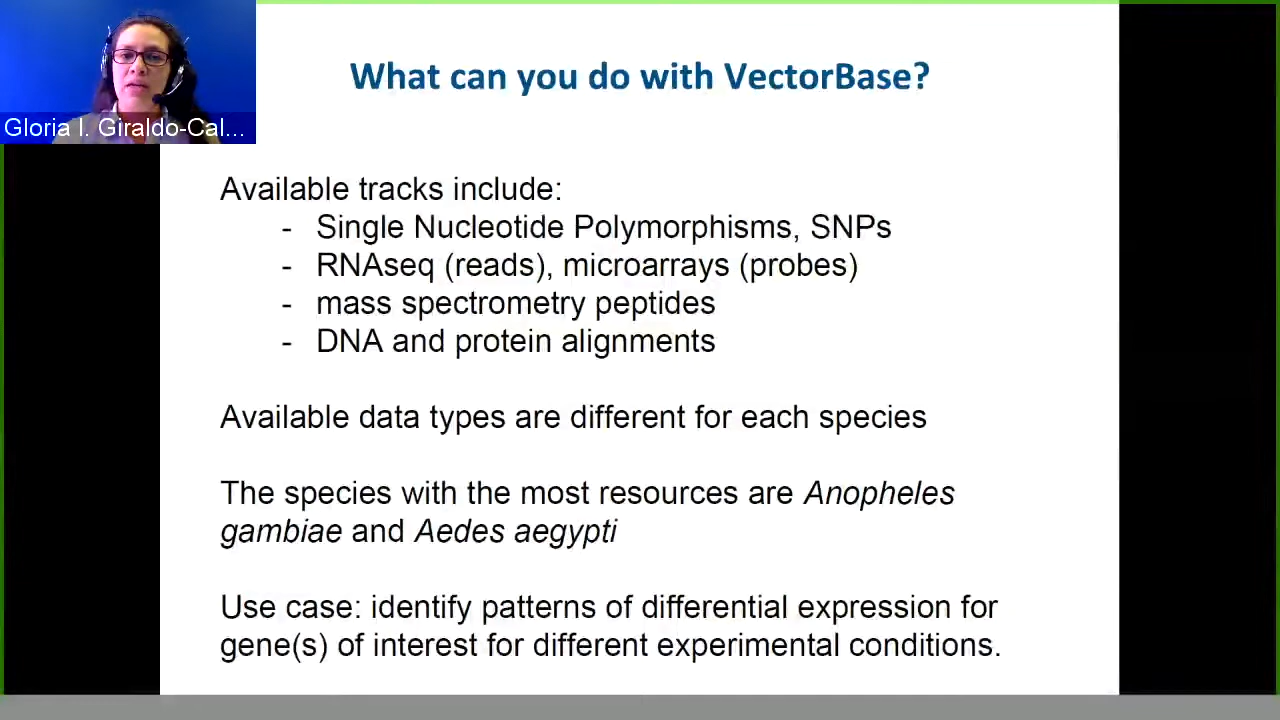 Gloria I. Giraldo-Cal...
What can you do with VectorBase?
Available tracks include:
- Single Nucleotide Polymorphisms, SNPs
- RNAseq (reads), microarrays (probes)
- mass spectrometry peptides
- DNA and protein alignments
Available data types are different for each species
The species with the most resources are Anopheles
gambiae and Aedes aegypti
Use case: identify patterns of differential expression for
gene(s) of interest for different experimental conditions.